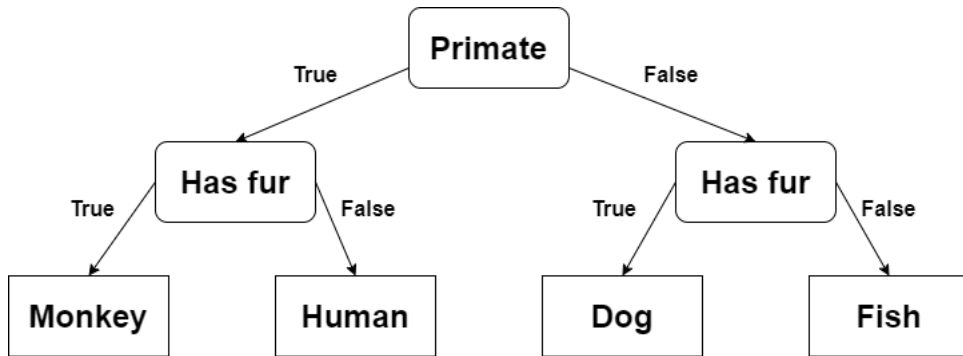 Primate
True
False
Has fur
Has fur
True
False
True
False
Monkey
Human
Dog
Fish